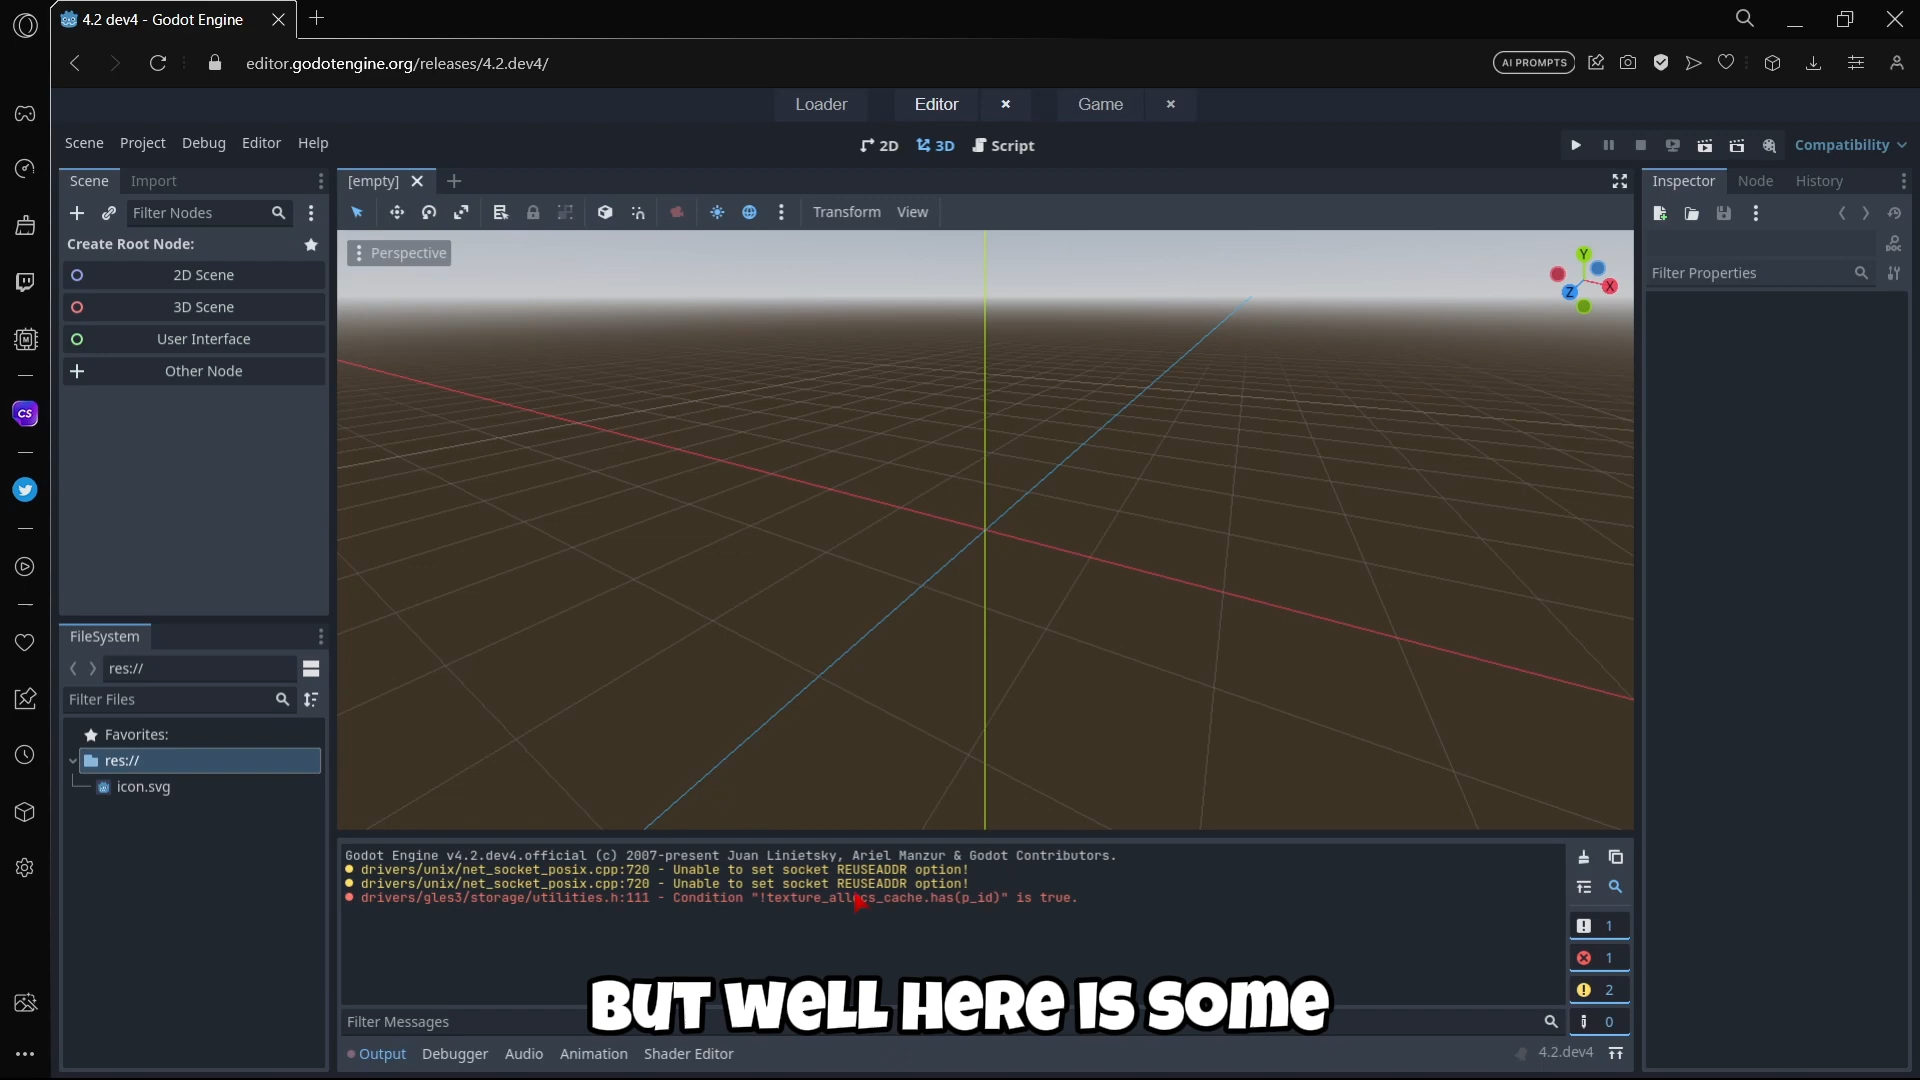 4.2 dev4 - Godot Engine
editor.godotengine.org/releases/4.2.dev4/
AI PROMPTS
Loader
Editor
Game
Scene
Project
Debug
Editor
Help
2D
3D
Script
Compatibility
Scene
Import
[empty]
Inspector
Node
History
Filter Nodes
Transform
View
Create Root Node:
2D Scene
3D Scene
User Interface
Other Node
Perspective
Y
X
Z
DOC
Filter Properties
M
CS
FileSystem
res://
Filter Files
Favorites:
res://
icon.svg
Godot Engine v4.2.dev4.official (c) 2007-present Juan Linietsky, Ariel Manzur & Godot Contributors.
drivers/unix/net_socket_posix.cpp:720 - Unable to set socket REUSEADDR option!
drivers/unix/net_socket_posix.cpp:720 - Unable to set socket REUSEADDR option!
drivers/gles3/storage/utilities.h:111 - Condition "!texture_allocs_cache.has(p_id)" is true.
1
1
2
0
BUT WELL HERE IS SOME
Filter Messages
Output
Debugger
Audio
Animation
Shader Editor
4.2.dev4